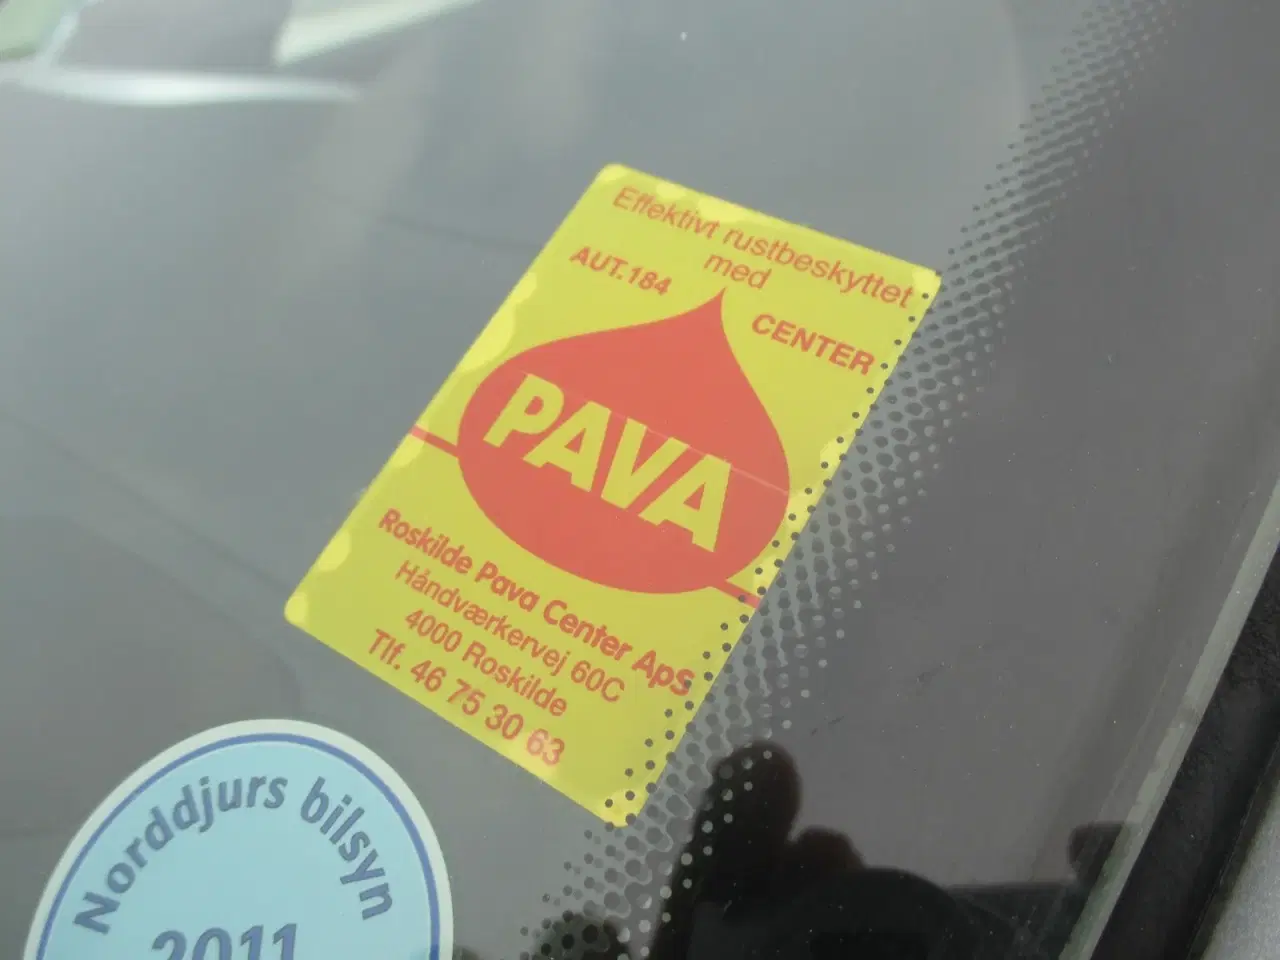 Effektivt rustbeskyttet
med
AUT.184
CENTER
PAVA
Roskilde Pava Center ApS
Håndværkervej 60C
4000 Roskilde
Tlf. 46 75 30 63
Norddjurs bilsyn
2011